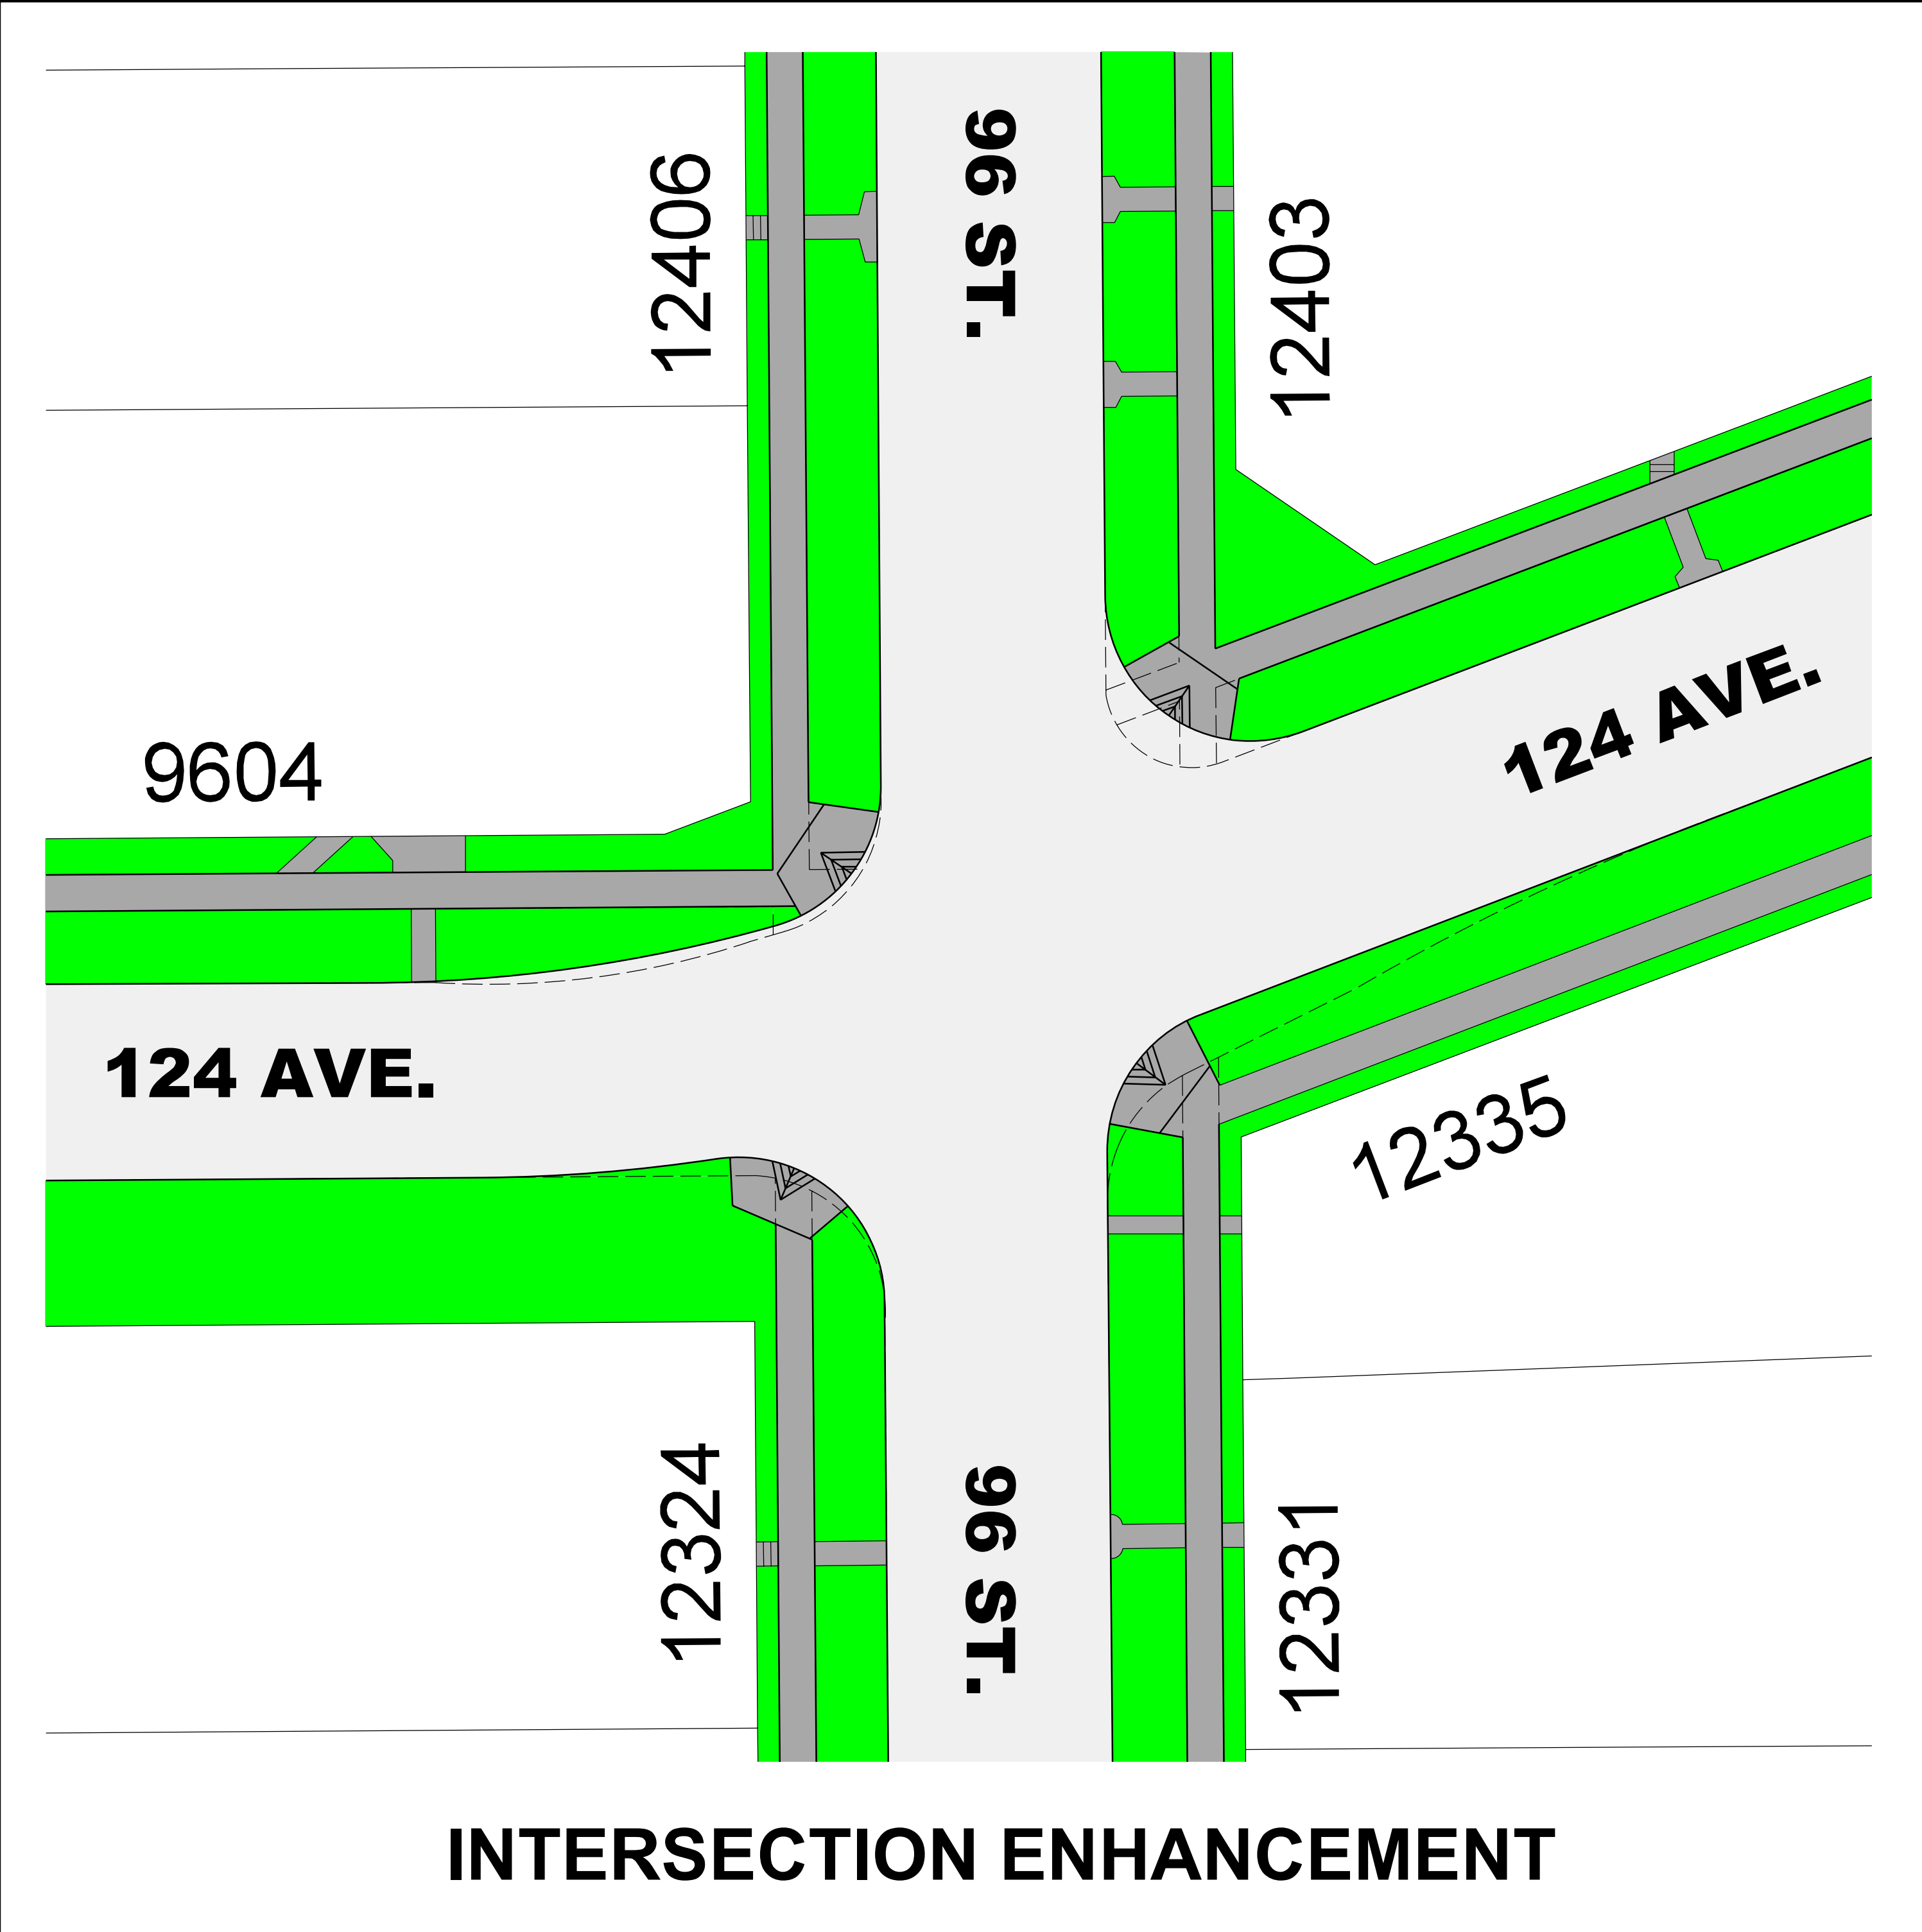 96 ST.
12406
12403
124 AVE.
9604
124 AVE.
12335
12324
96 ST.
12331
INTERSECTION ENHANCEMENT